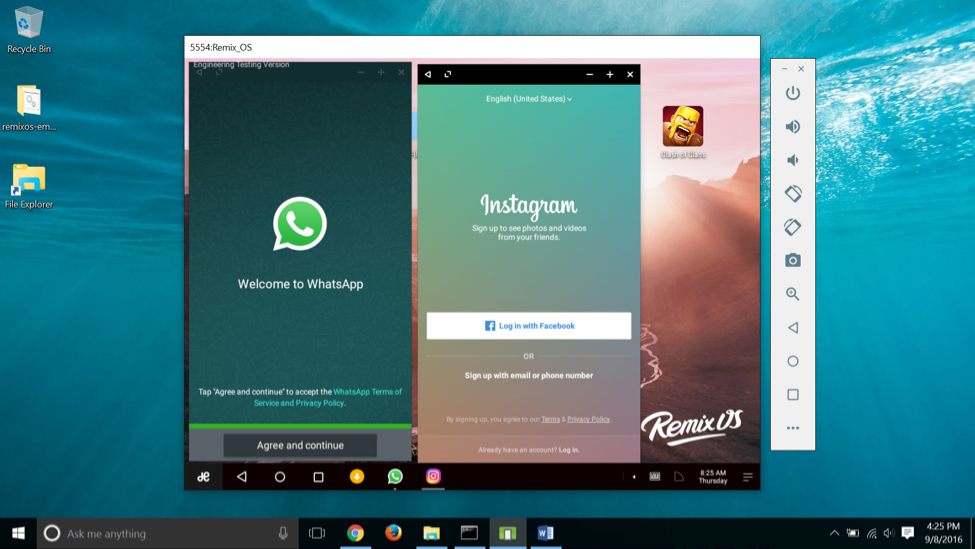 Recycle Bin
remixos-em...
File Explorer
5554:Remix_OS
Engineering Testing Version
Welcome to WhatsApp
Tap "Agree and continue" to accept the WhatsApp Terms of
Service and Privacy Policy.
Agree and continue
English (United States)
Instagram
Sign up to see photos and videos
from your friends.
Log in with Facebook
OR
Sign up with email or phone number
By signing up, you agree to our Terms & Privacy Policy.
Already have an account? Log in.
Clash of Clans
Remix OS
8:25 AM
Thursday
Ask me anything
4:25 PM
9/8/2016